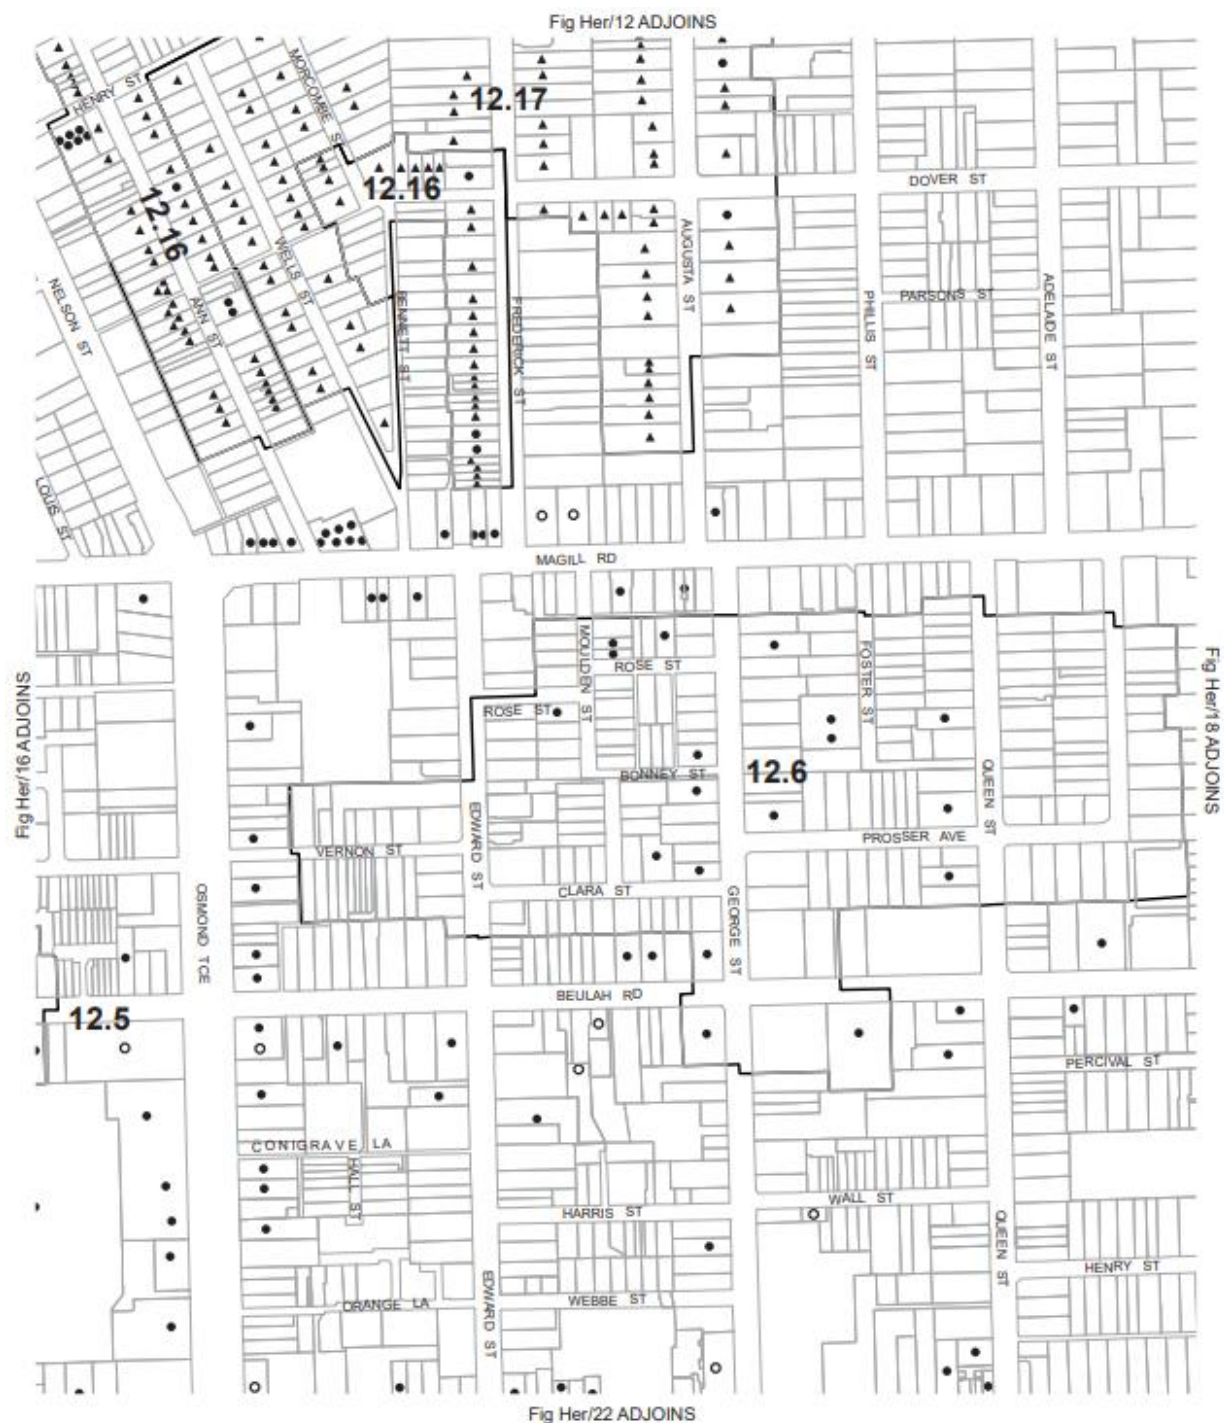 Fig Her/12 ADJOINS
HENRY ST
MORCOMBE ST
12.17
12.16
12.16
DOVER ST
NELSON ST
ANN ST
WELLS ST
BENNETT ST
FREDERICK ST
AUGUSTA ST
PHILLIS ST
PARSONS ST
ADELAIDE ST
LOUIS ST
MAGILL RD
MOULDEN ST
ROSE ST
FOSTER ST
Fig Her/16 ADJOINS
Fig Her/18 ADJOINS
ROSE ST
BONNEY ST
12.6
QUEEN ST
EDWARD ST
VERNON ST
PROSSER AVE
OSMOND TCE
CLARA ST
GEORGE ST
BEULAH RD
12.5
PERCIVAL ST
CONIGRAVE LA
HALL ST
WALL ST
HARRIS ST
QUEEN ST
HENRY ST
EDWARD ST
ORANGE LA
WEBBE ST
Fig Her/22 ADJOINS